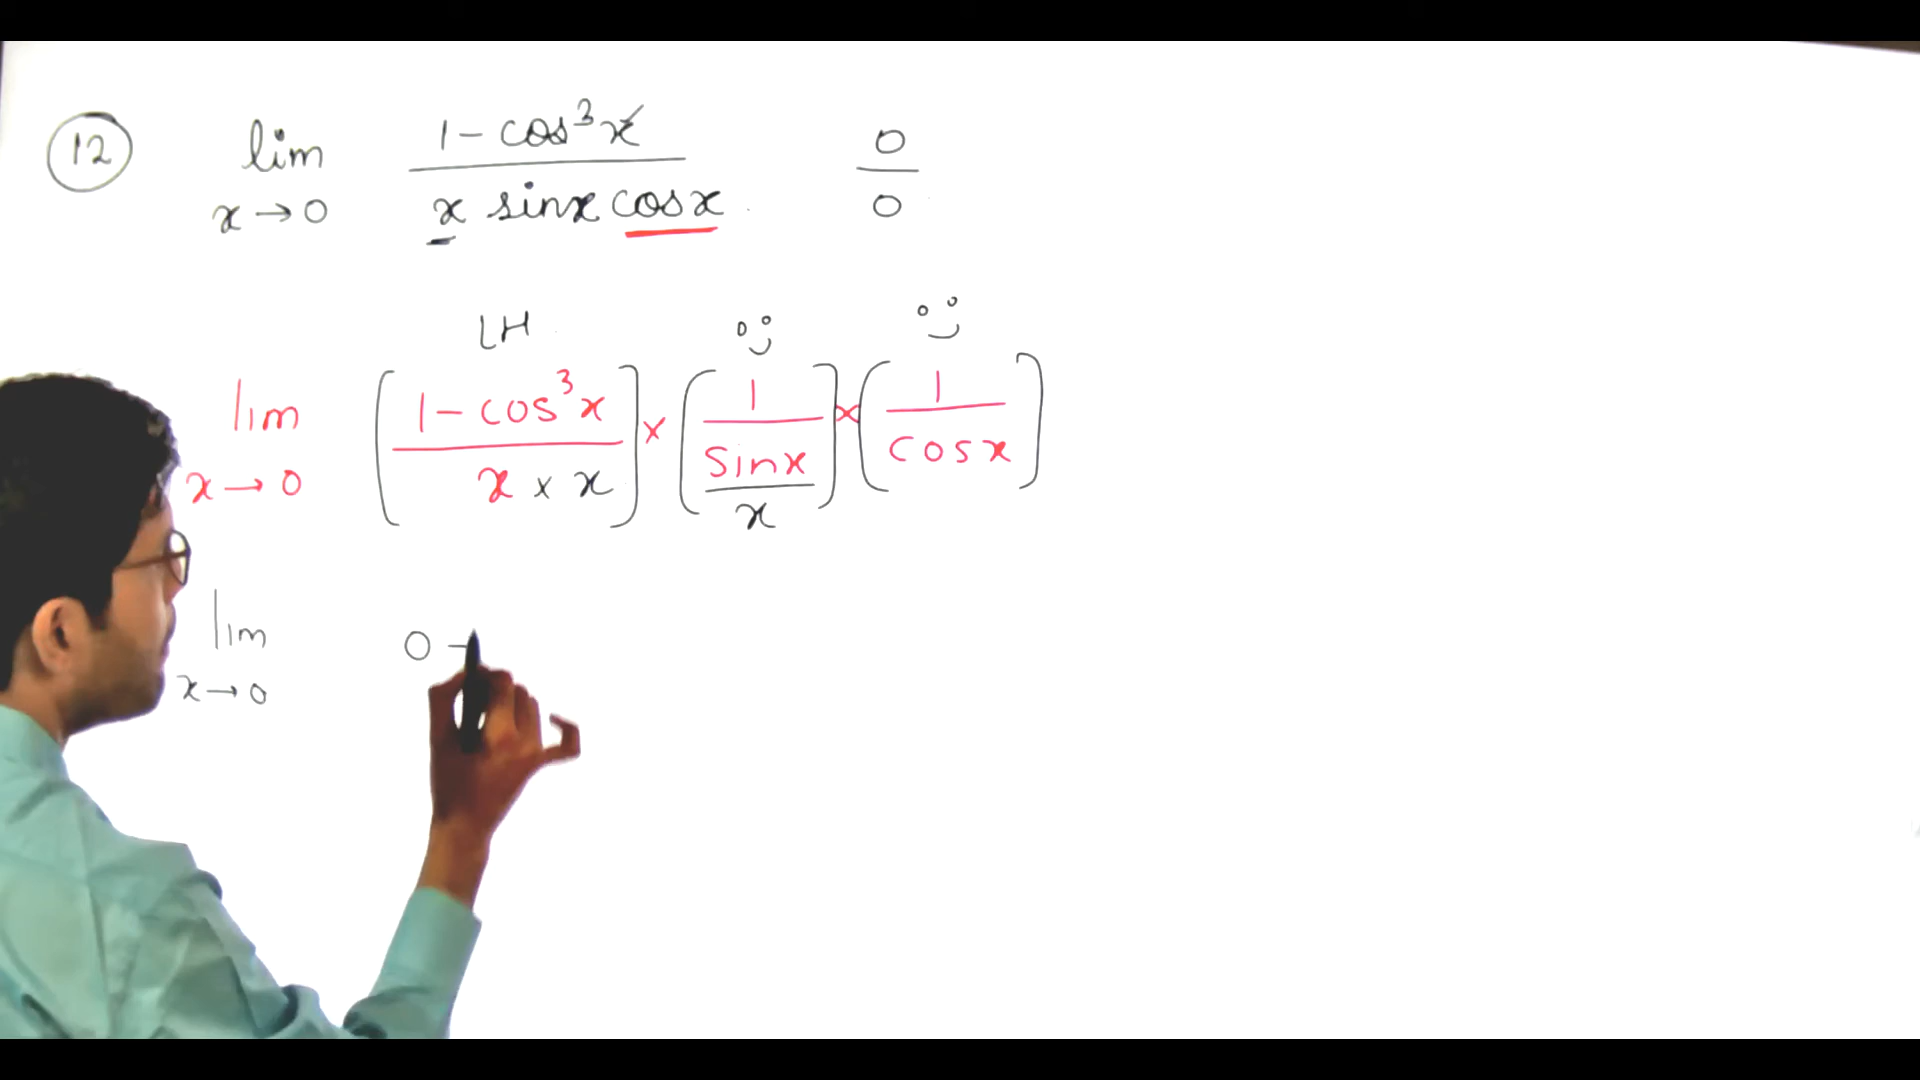 12 lim x→0 (1 - cos³x) / (x sinx cosx) 0/0
LH
lim x→0 [(1 - cos³x) / (x × x)] × [1 / (sinx / x)] × [1 / cosx]
lim x→0 0 -